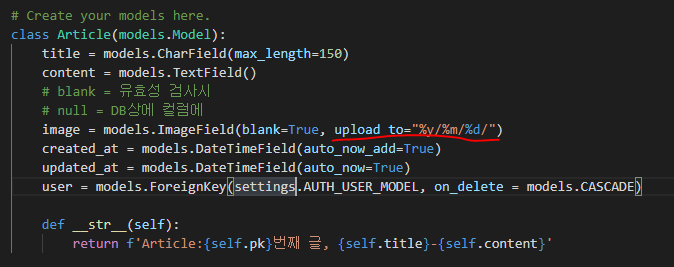 # Create your models here.
class Article(models.Model):
    title = models.CharField(max_length=150)
    content = models.TextField()
    # blank = 유효성 검사시
    # null = DB상에 컬럼에
    image = models.ImageField(blank=True, upload_to="%y/%m/%d/")
    created_at = models.DateTimeField(auto_now_add=True)
    updated_at = models.DateTimeField(auto_now=True)
    user = models.ForeignKey(settings.AUTH_USER_MODEL, on_delete = models.CASCADE)
    def __str__(self):
        return f'Article:{self.pk}번째 글, {self.title}-{self.content}'